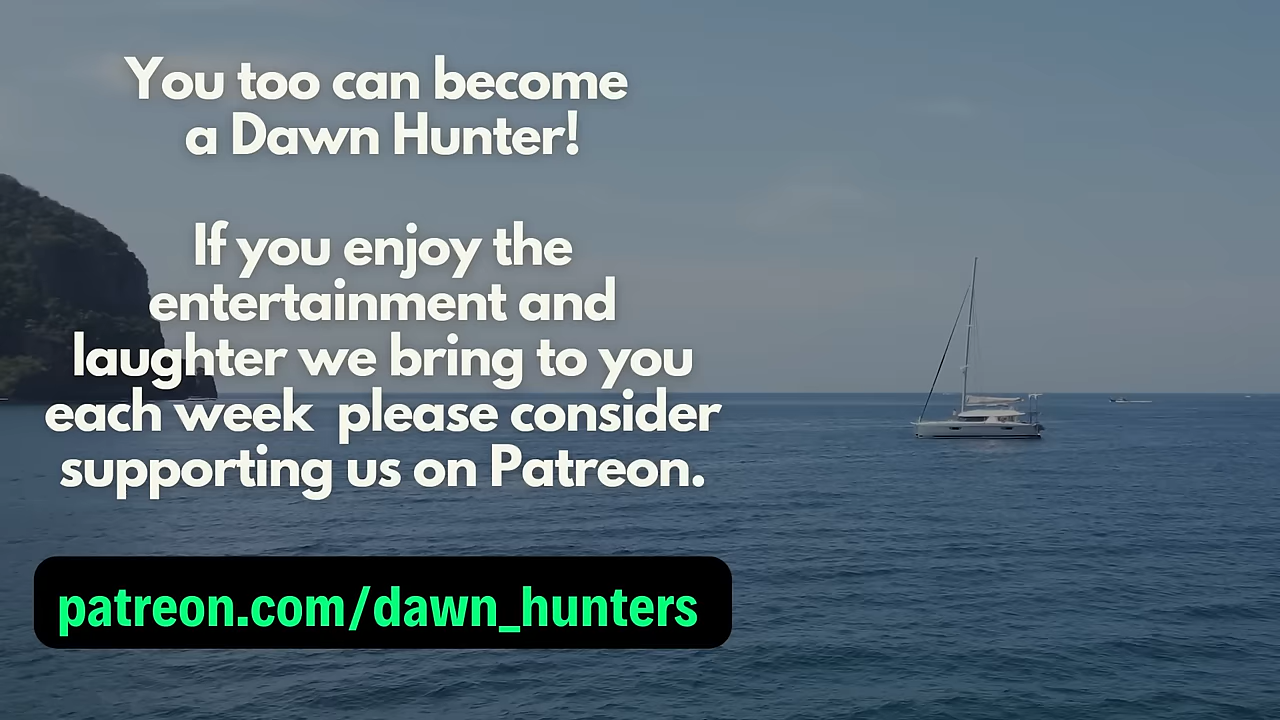 You too can become
a Dawn Hunter!
If you enjoy the
entertainment and
laughter we bring to you
each week  please consider
supporting us on Patreon.
patreon.com/dawn_hunters